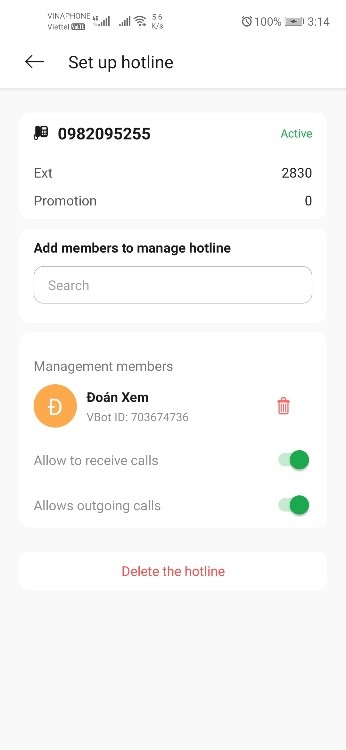 VINAPHONE 5.6 100% 3:14
Viettel VoLTE K/s
Set up hotline
0982095255 Active
Ext 2830
Promotion 0
Add members to manage hotline
Search
Management members
Đ Đoán Xem
VBot ID: 703674736
Allow to receive calls
Allows outgoing calls
Delete the hotline